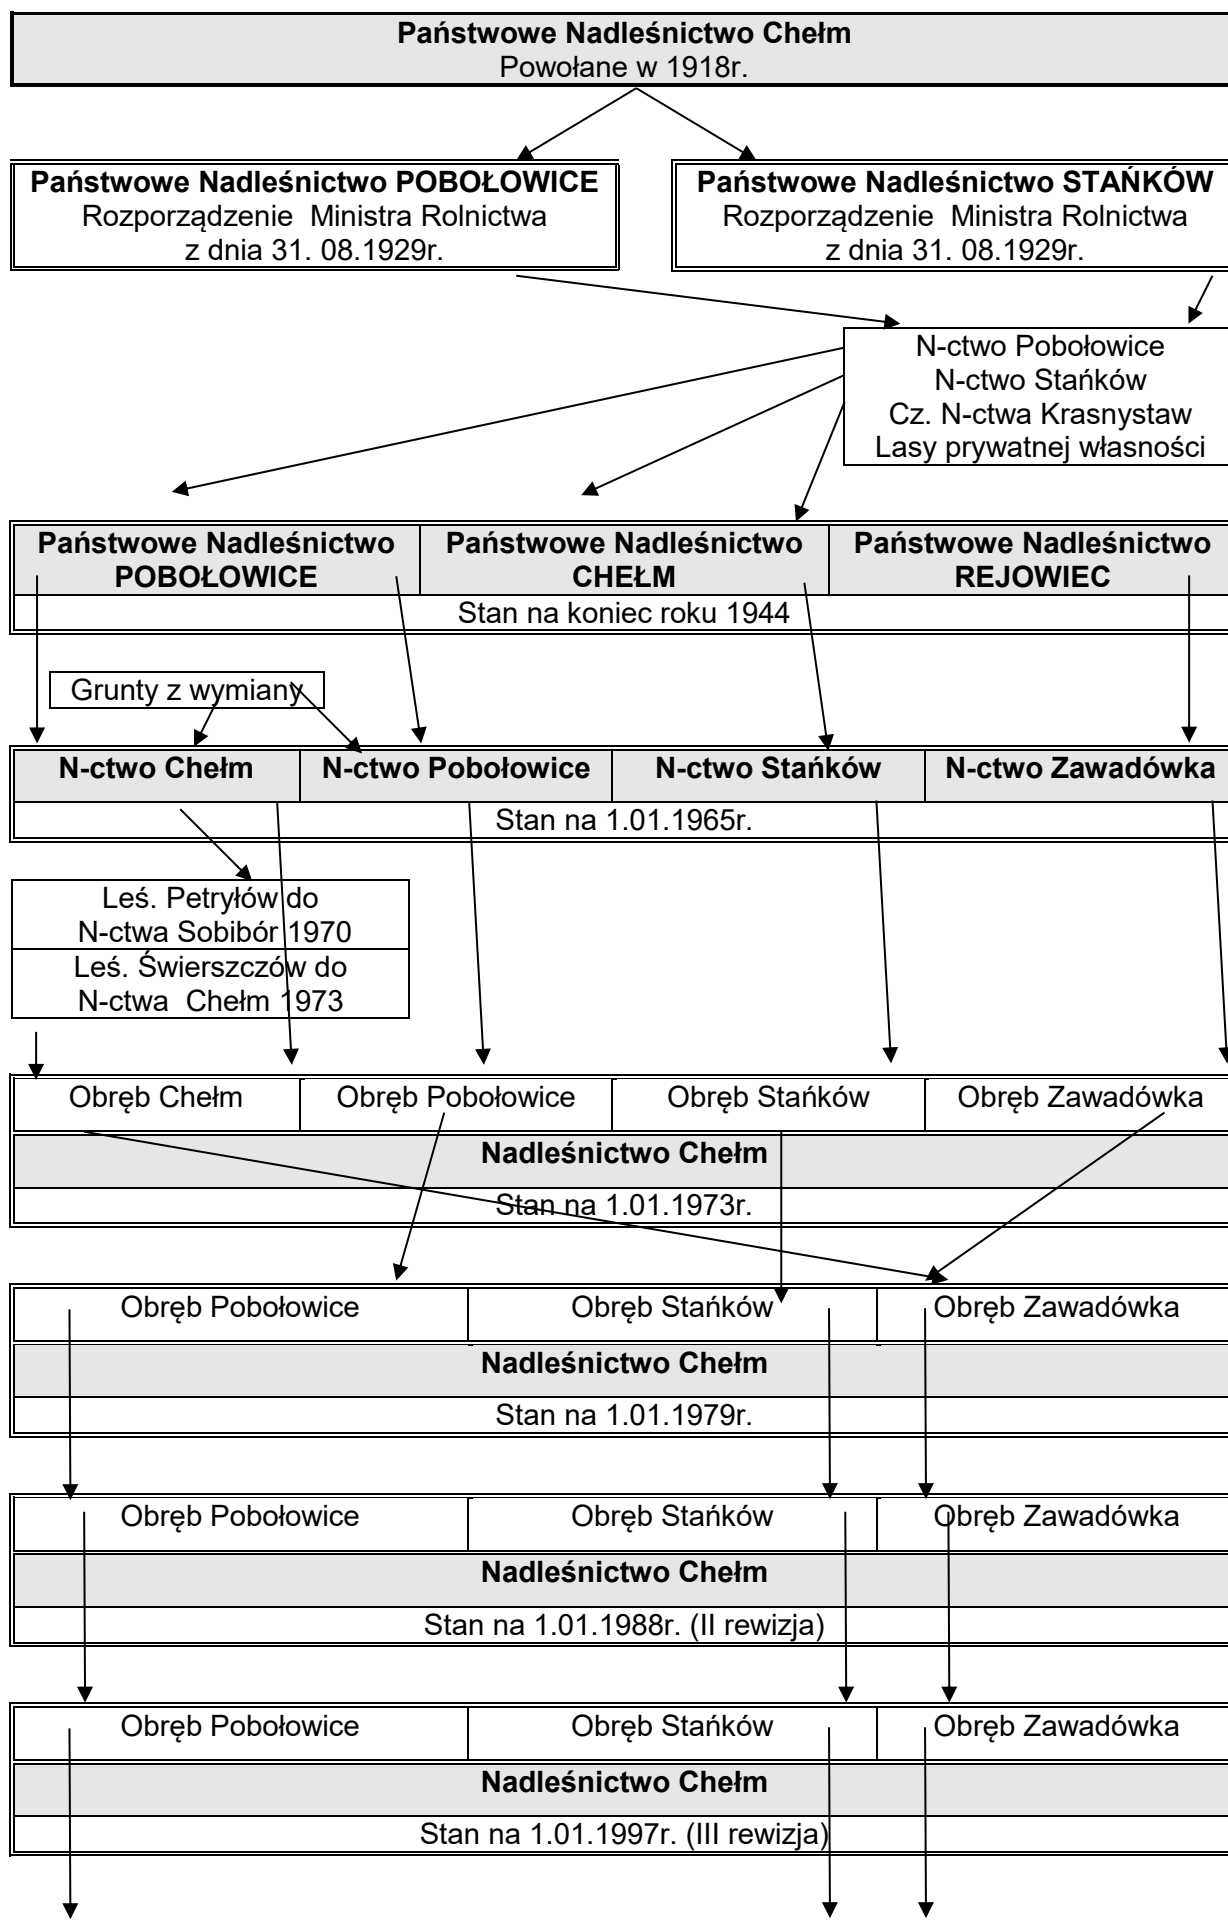 Państwowe Nadleśnictwo Chełm
Powołane w 1918r.
Państwowe Nadleśnictwo POBOŁOWICE
Rozporządzenie Ministra Rolnictwa
z dnia 31. 08.1929r.
Państwowe Nadleśnictwo STAŃKÓW
Rozporządzenie Ministra Rolnictwa
z dnia 31. 08.1929r.
N-ctwo Pobołowice
N-ctwo Stańków
Cz. N-ctwa Krasnystaw
Lasy prywatnej własności
Państwowe Nadleśnictwo
POBOŁOWICE
Państwowe Nadleśnictwo
CHEŁM
Państwowe Nadleśnictwo
REJOWIEC
Stan na koniec roku 1944
Grunty z wymiany
N-ctwo Chełm
N-ctwo Pobołowice
N-ctwo Stańków
N-ctwo Zawadówka
Stan na 1.01.1965r.
Leś. Petryłów do
N-ctwa Sobibór 1970
Leś. Świerszczów do
N-ctwa Chełm 1973
Obręb Chełm
Obręb Pobołowice
Obręb Stańków
Obręb Zawadówka
Nadleśnictwo Chełm
Stan na 1.01.1973r.
Obręb Pobołowice
Obręb Stańków
Obręb Zawadówka
Nadleśnictwo Chełm
Stan na 1.01.1979r.
Obręb Pobołowice
Obręb Stańków
Obręb Zawadówka
Nadleśnictwo Chełm
Stan na 1.01.1988r. (II rewizja)
Obręb Pobołowice
Obręb Stańków
Obręb Zawadówka
Nadleśnictwo Chełm
Stan na 1.01.1997r. (III rewizja)